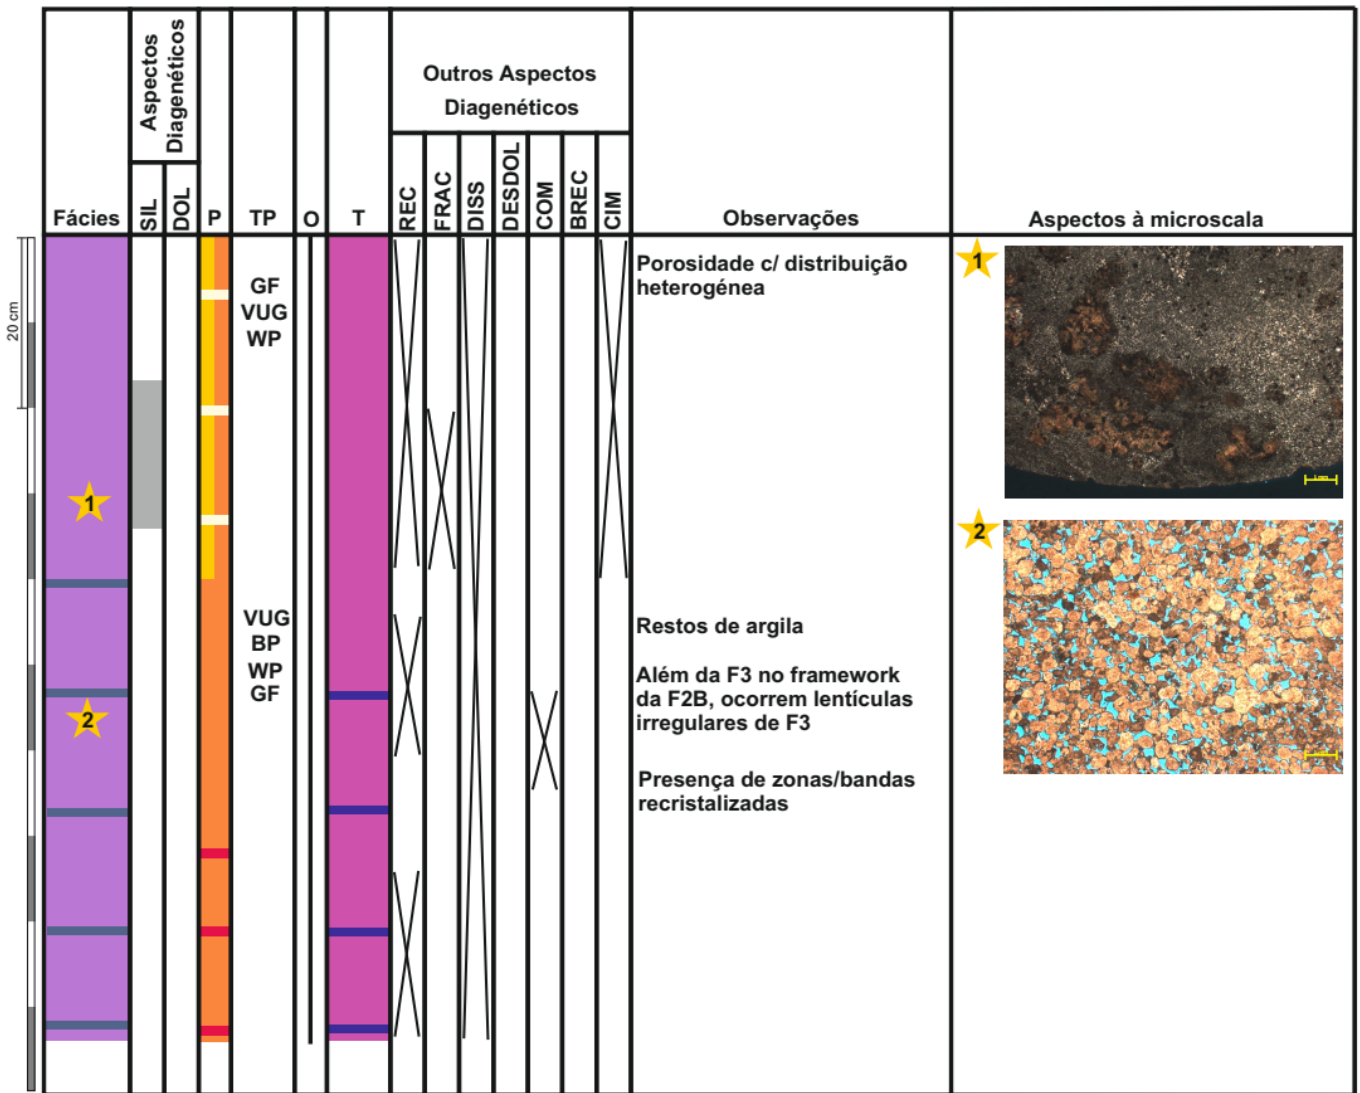 Aspectos
Diagenéticos
Outros Aspectos
Diagenéticos
Fácies
SIL
DOL
P
TP
O
T
REC
FRAC
DISS
DESDOL
COM
BREC
CIM
Observações
Aspectos à microscala
20 cm
GF
VUG
WP
Porosidade c/ distribuição
heterogénea
1
1
2
VUG
BP
WP
GF
Restos de argila
Além da F3 no framework
da F2B, ocorrem lentículas
irregulares de F3
2
Presença de zonas/bandas
recristalizadas